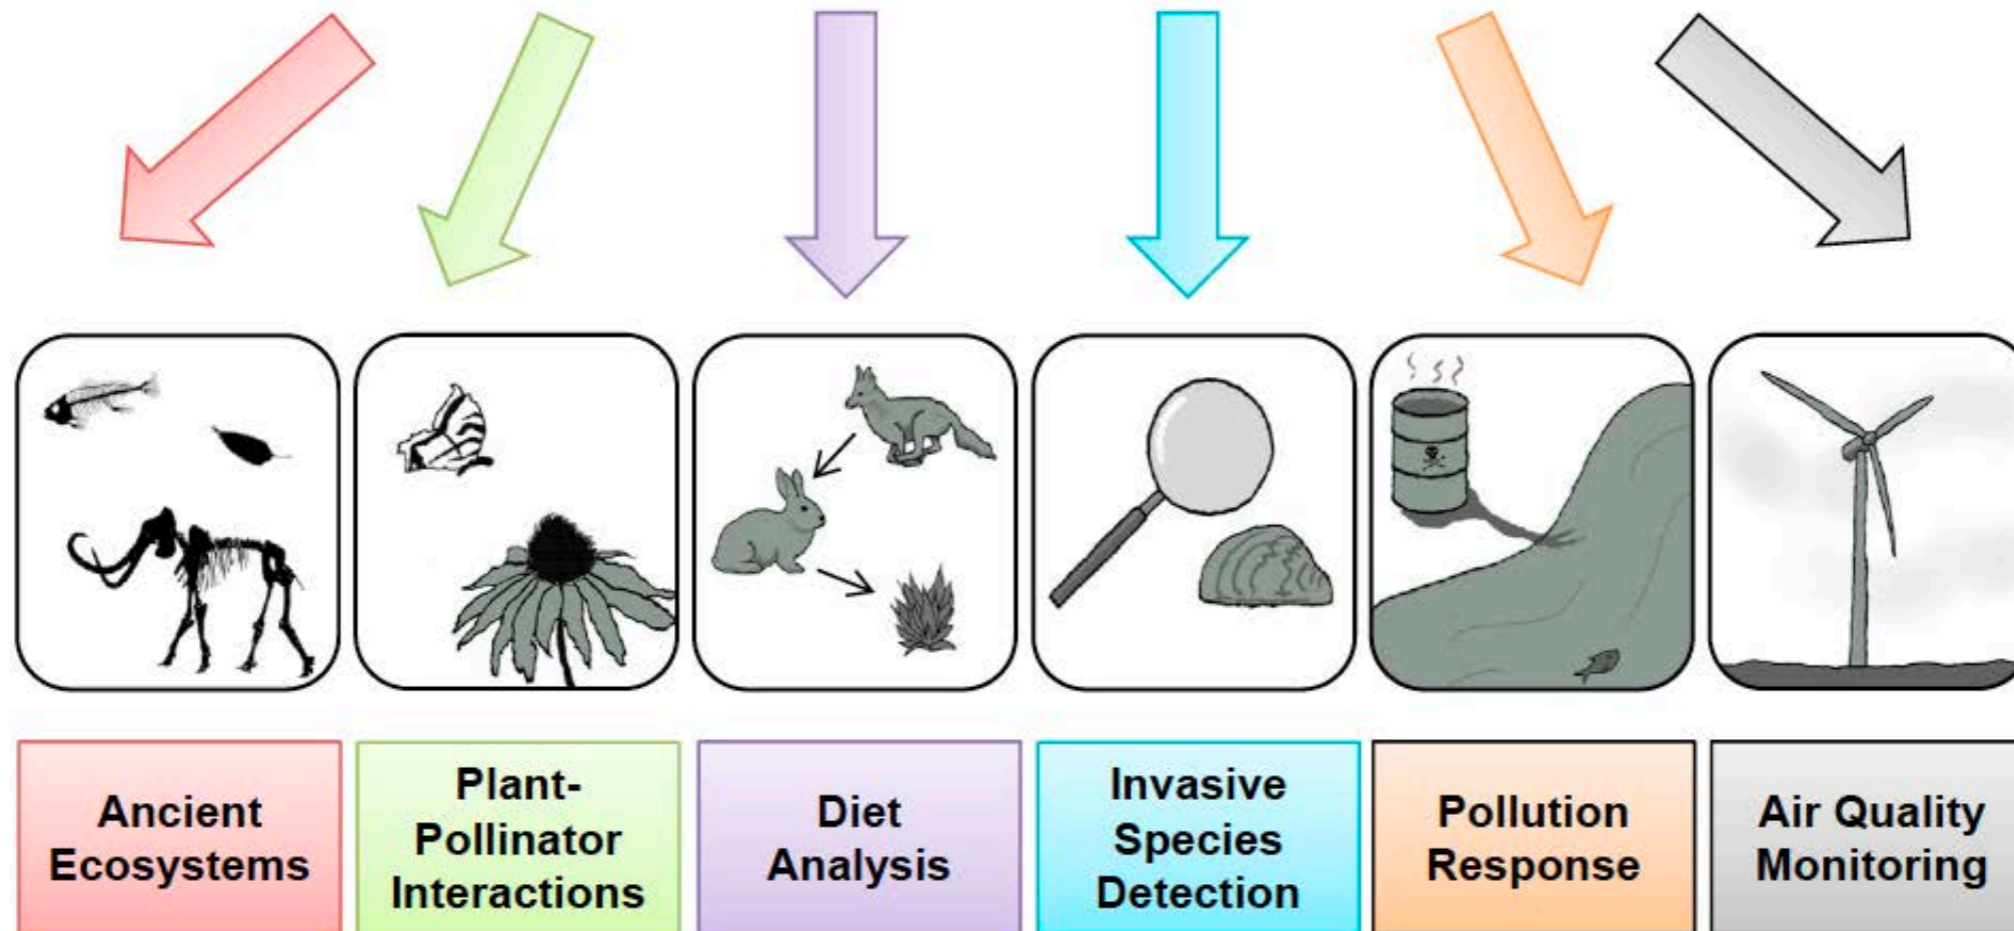 Ancient
Ecosystems
Plant-
Pollinator
Interactions
Diet
Analysis
Invasive
Species
Detection
Pollution
Response
Air Quality
Monitoring